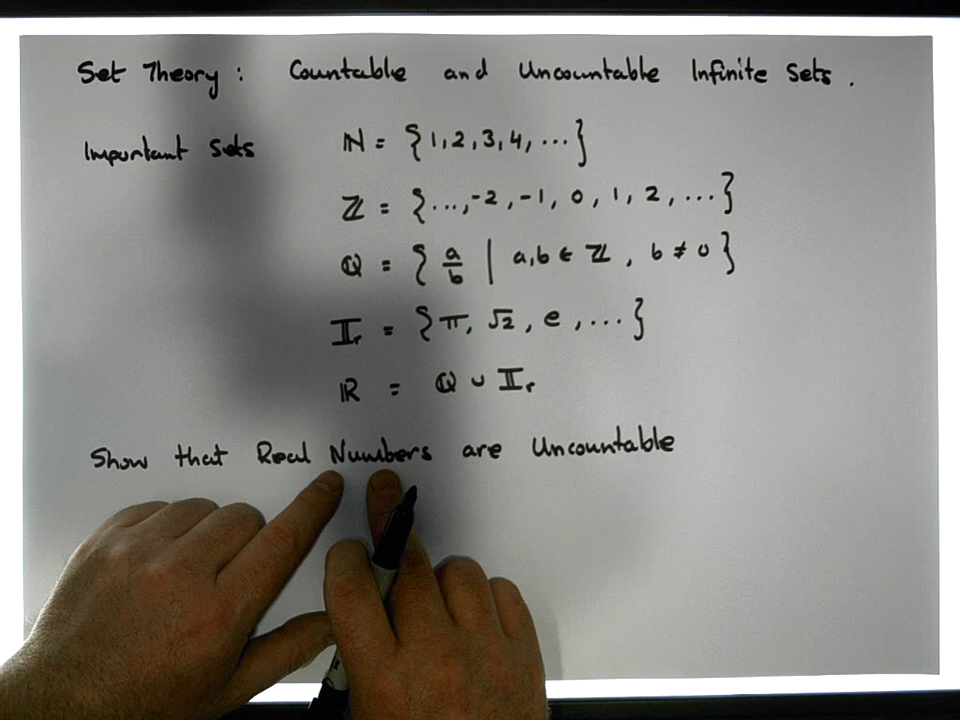 Set Theory : Countable and Uncountable Infinite Sets .
Important Sets ℕ = {1, 2, 3, 4, ...}
ℤ = {..., -2, -1, 0, 1, 2, ...}
ℚ = { a/b | a, b ∈ ℤ , b ≠ 0 }
𝕀r = {π, √2, e, ...}
ℝ = ℚ ∪ 𝕀r
Show that Real Numbers are Uncountable